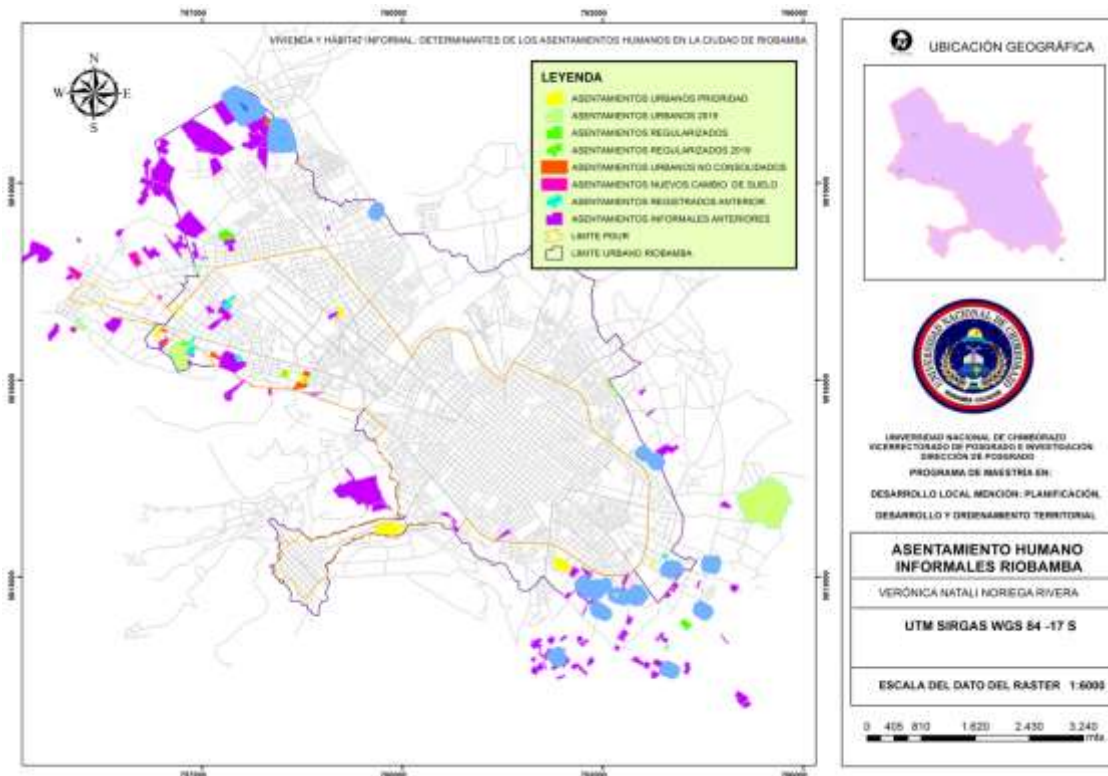 VIVIENDA Y HÁBITAT INFORMAL: DETERMINANTES DE LOS ASENTAMIENTOS HUMANOS EN LA CIUDAD DE RIOBAMBA
N
W E
S
LEYENDA
ASENTAMIENTOS URBANOS PRIORIDAD
ASENTAMIENTOS URBANOS 2019
ASENTAMIENTOS REGULARIZADOS
ASENTAMIENTOS REGULARIZADOS 2019
ASENTAMIENTOS URBANOS NO CONSOLIDADOS
ASENTAMIENTOS NUEVOS CAMBIO DE SUELO
ASENTAMIENTOS REGISTRADOS ANTERIOR
ASENTAMIENTOS INFORMALES ANTERIORES
LIMITE URBANO RIOBAMBA
UBICACIÓN GEOGRÁFICA
UNIVERSIDAD NACIONAL DE CHIMBORAZO
UNIVERSIDAD NACIONAL DE CHIMBORAZO
VICERRECTORADO DE POSGRADO E INVESTIGACIÓN
DIRECCIÓN DE POSGRADO
PROGRAMA DE MAESTRÍA EN:
DESARROLLO LOCAL MENCIÓN: PLANIFICACIÓN,
DESARROLLO Y ORDENAMIENTO TERRITORIAL
ASENTAMIENTO HUMANO
INFORMALES RIOBAMBA
VERÓNICA NATALI NORIEGA RIVERA
UTM SIRGAS WGS 84 -17 S
ESCALA DEL DATO DEL RASTER 1:6000
0 405 810 1.620 2.430 3.240
mts